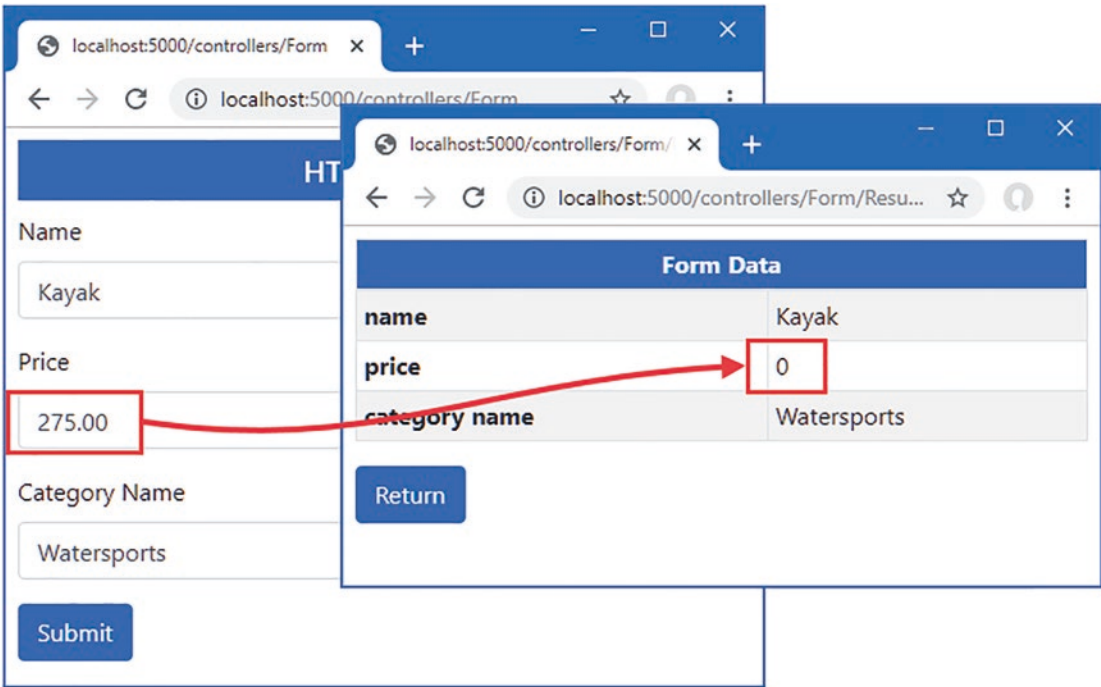 localhost:5000/controllers/Form
localhost:5000/controllers/Form
HT
Name
Kayak
Price
275.00
Category Name
Watersports
Submit
localhost:5000/controllers/Form/
localhost:5000/controllers/Form/Resu...
Form Data
name Kayak
price 0
category name Watersports
Return